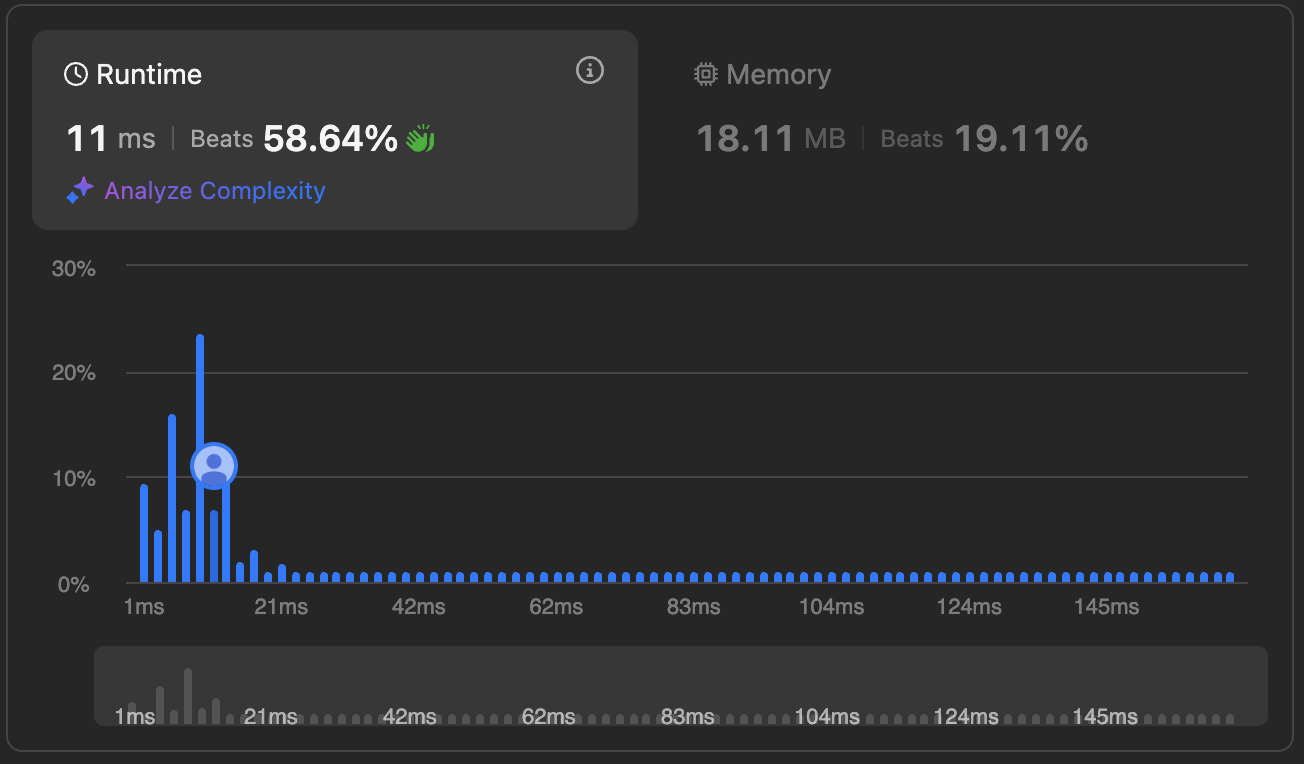 Runtime
11 ms | Beats 58.64%
Analyze Complexity
Memory
18.11 MB | Beats 19.11%
30%
20%
10%
0%
1ms 21ms 42ms 62ms 83ms 104ms 124ms 145ms
1ms 21ms 42ms 62ms 83ms 104ms 124ms 145ms